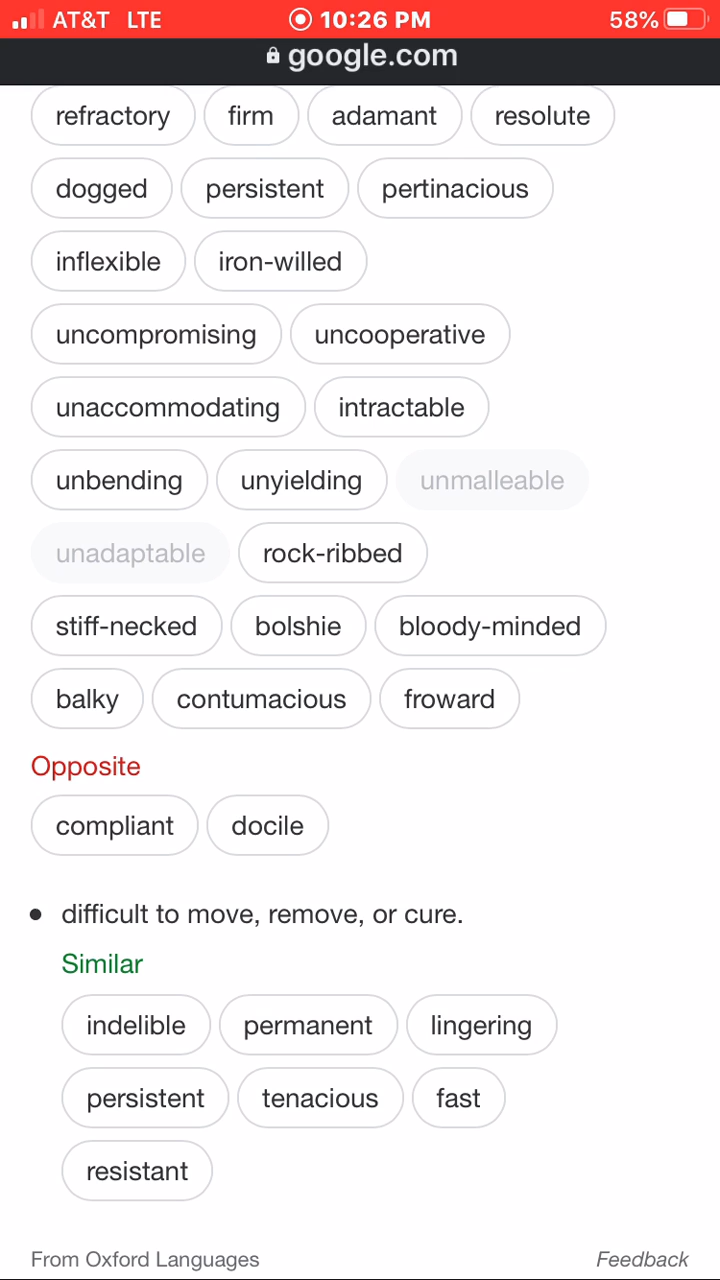 AT&T LTE 10:26 PM 58%
google.com
refractory firm adamant resolute
dogged persistent pertinacious
inflexible iron-willed
uncompromising uncooperative
unaccommodating intractable
unbending unyielding unmalleable
unadaptable rock-ribbed
stiff-necked bolshie bloody-minded
balky contumacious froward
Opposite
compliant docile
• difficult to move, remove, or cure.
Similar
indelible permanent lingering
persistent tenacious fast
resistant
From Oxford Languages Feedback